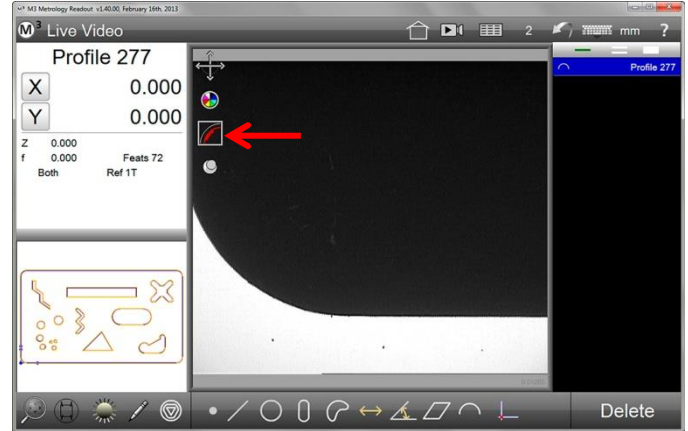 M3 Metrology Readout v1.40.00, February 16th, 2013
M3 Live Video
2
mm
?
Profile 277
X 0.000
Y 0.000
Z 0.000
f 0.000 Feats 72
Both Ref 1T
Profile 277
Delete